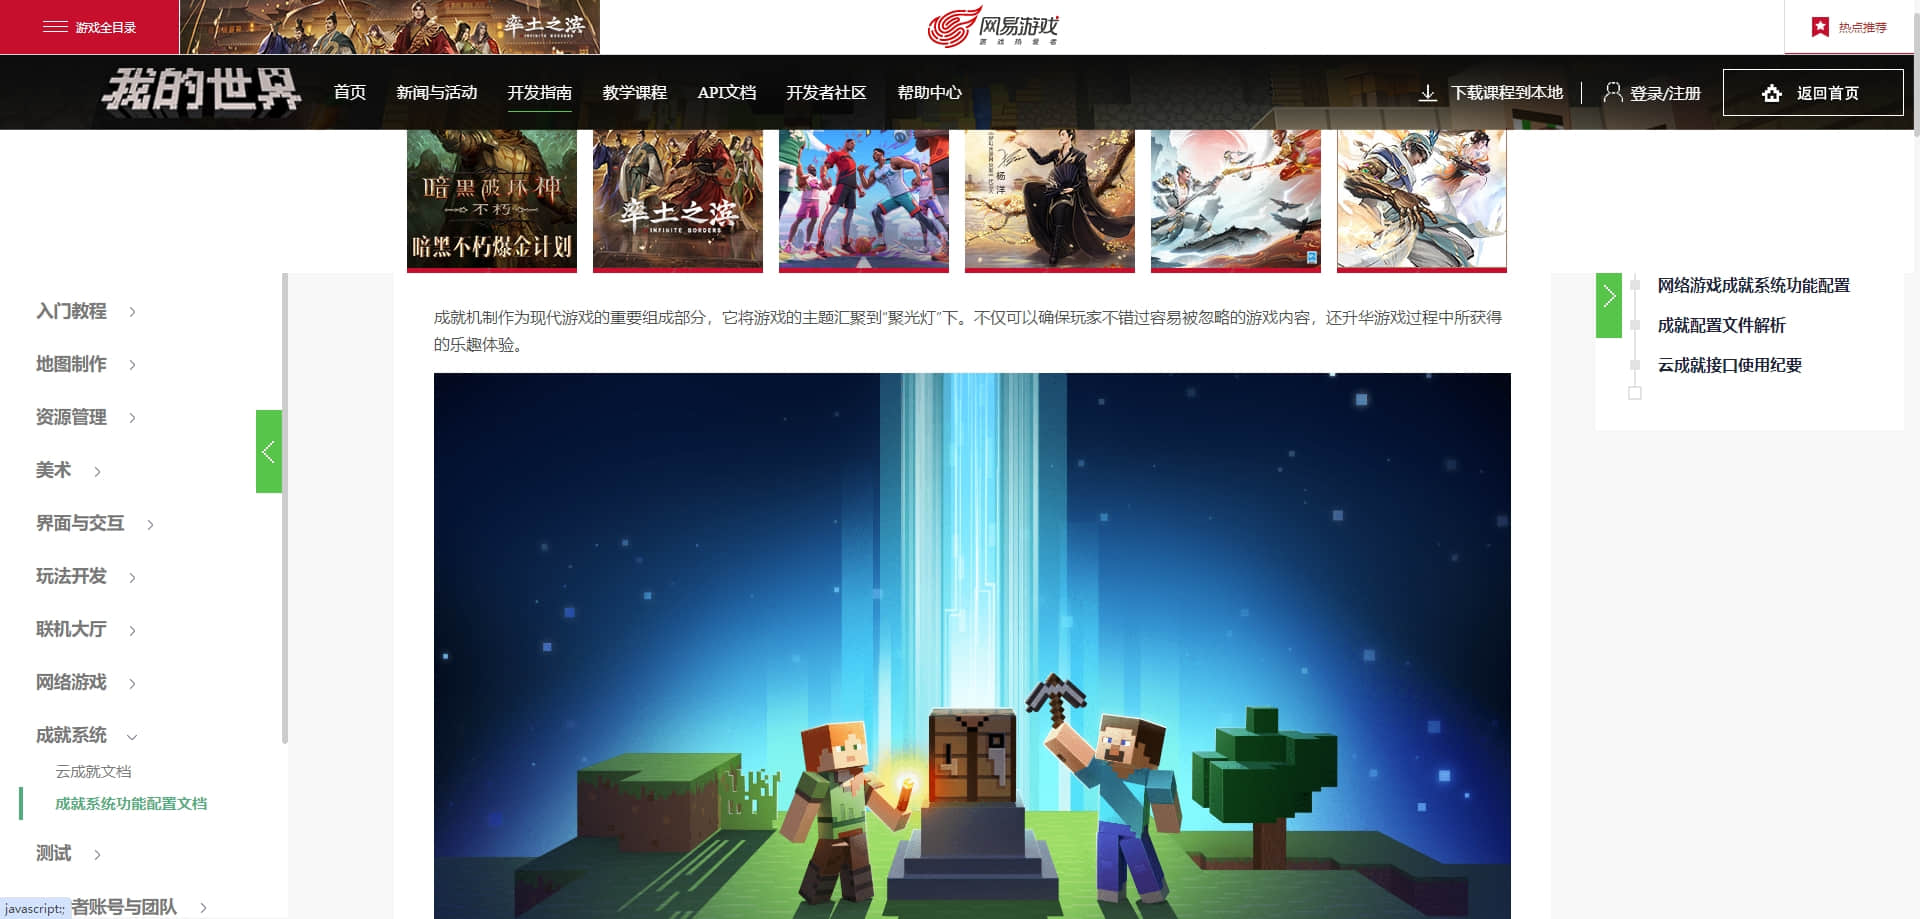 游戏全目录
率土之滨
INFINITE BORDERS
网易游戏
游戏热爱者
热点推荐
我的世界
首页
新闻与活动
开发指南
教学课程
API文档
开发者社区
帮助中心
下载课程到本地
登录/注册
返回首页
暗黑破坏神
不朽
暗黑不朽爆金计划
率土之滨
INFINITE BORDERS
杨洋
入门教程
地图制作
资源管理
美术
界面与交互
玩法开发
联机大厅
网络游戏
成就系统
云成就文档
成就系统功能配置文档
测试
者账号与团队
javascript:;
成就机制作为现代游戏的重要组成部分，它将游戏的主题汇聚到“聚光灯”下。不仅可以确保玩家不错过容易被忽略的游戏内容，还升华游戏过程中所获得
的乐趣体验。
网络游戏成就系统功能配置
成就配置文件解析
云成就接口使用纪要